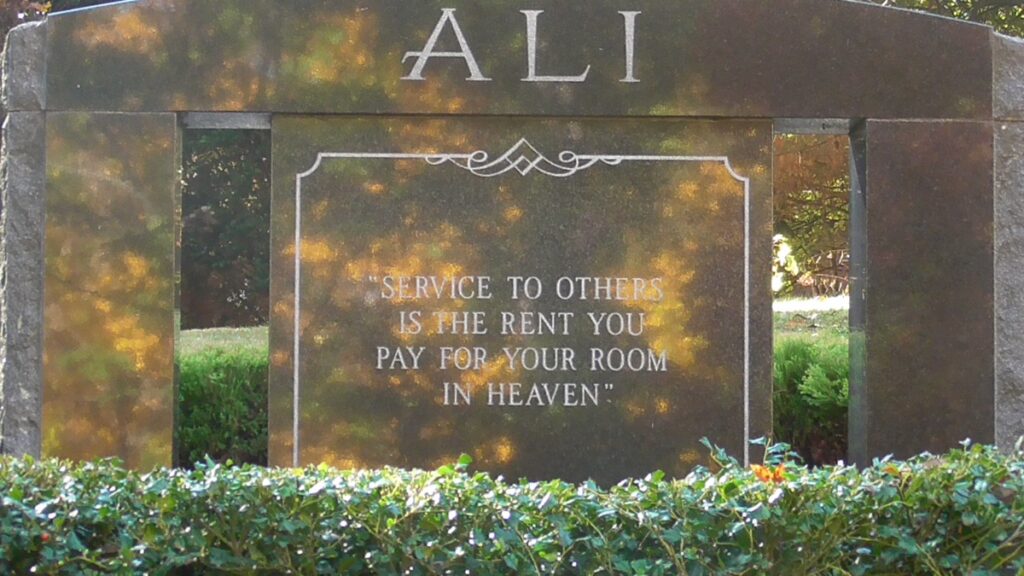 ALI
"SERVICE TO OTHERS
IS THE RENT YOU
PAY FOR YOUR ROOM
IN HEAVEN"